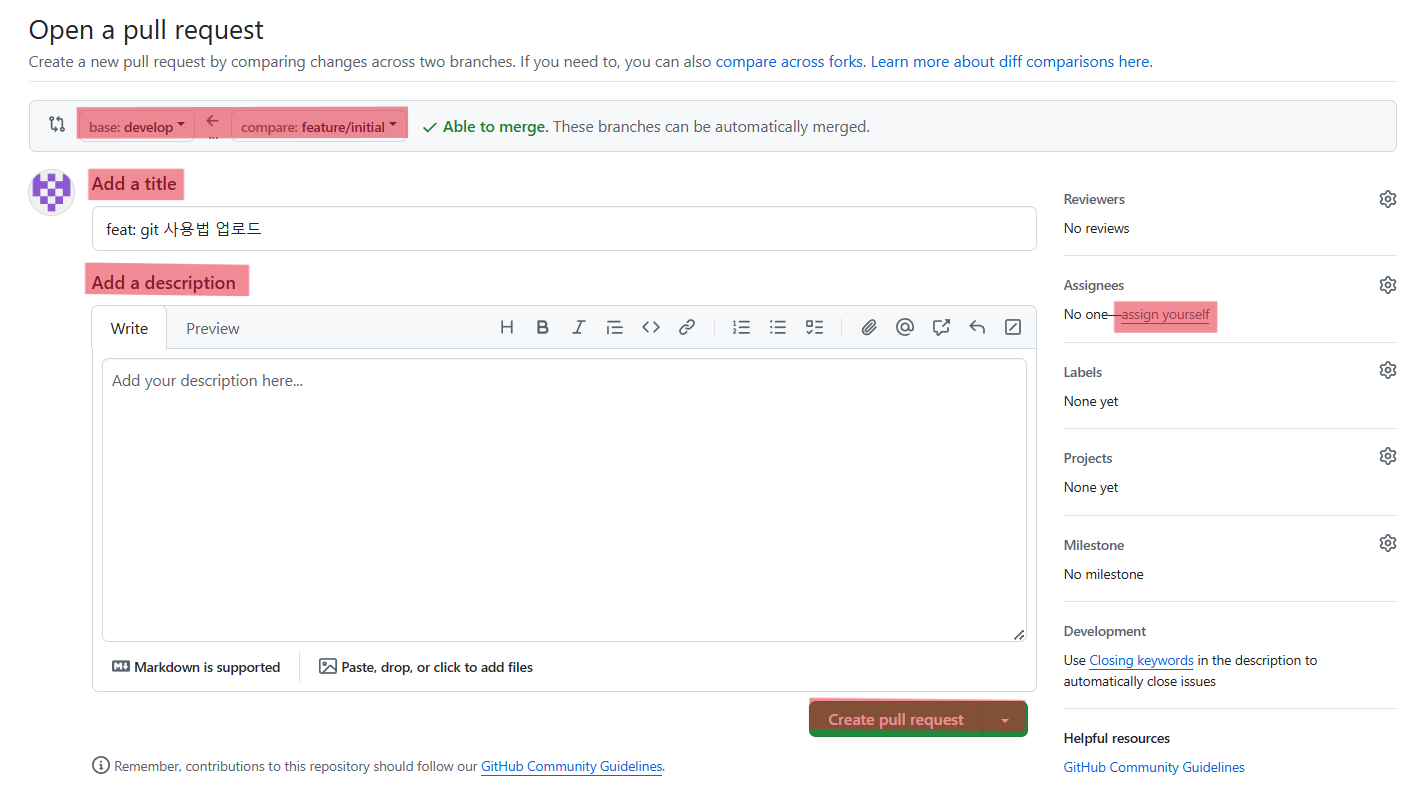 Open a pull request
Create a new pull request by comparing changes across two branches. If you need to, you can also compare across forks. Learn more about diff comparisons here.
base: develop ← compare: feature/initial ✓ Able to merge. These branches can be automatically merged.
...
Add a title
feat: git 사용법 업로드
Add a description
Write Preview
Add your description here...
Markdown is supported Paste, drop, or click to add files
Create pull request
Remember, contributions to this repository should follow our GitHub Community Guidelines.
Reviewers
No reviews
Assignees
No one—assign yourself
Labels
None yet
Projects
None yet
Milestone
No milestone
Development
Use Closing keywords in the description to
automatically close issues
Helpful resources
GitHub Community Guidelines